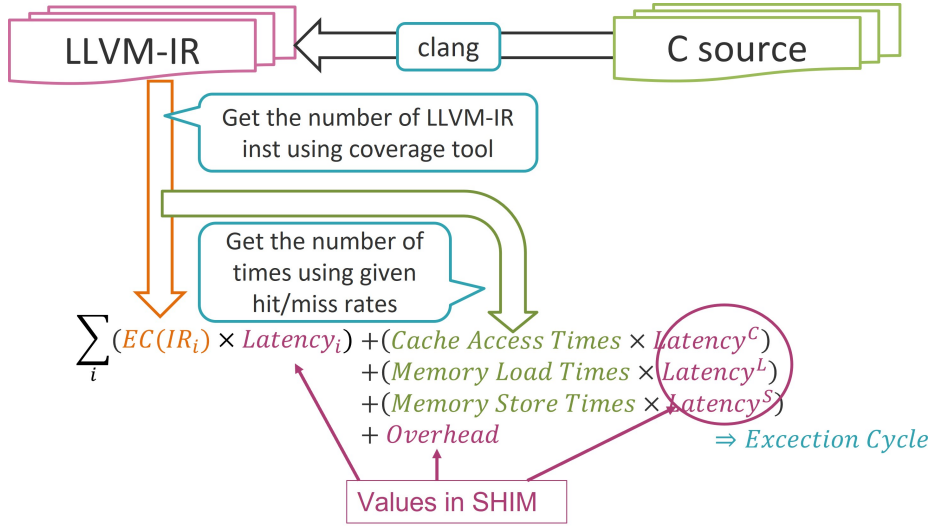 LLVM-IR
clang
C source
Get the number of LLVM-IR
inst using coverage tool
Get the number of
times using given
hit/miss rates
∑i (EC(IRᵢ) × Latencyᵢ) +(Cache Access Times × Latency^C)
+(Memory Load Times × Latency^L)
+(Memory Store Times × Latency^S)
+ Overhead
⇒ Excection Cycle
Values in SHIM